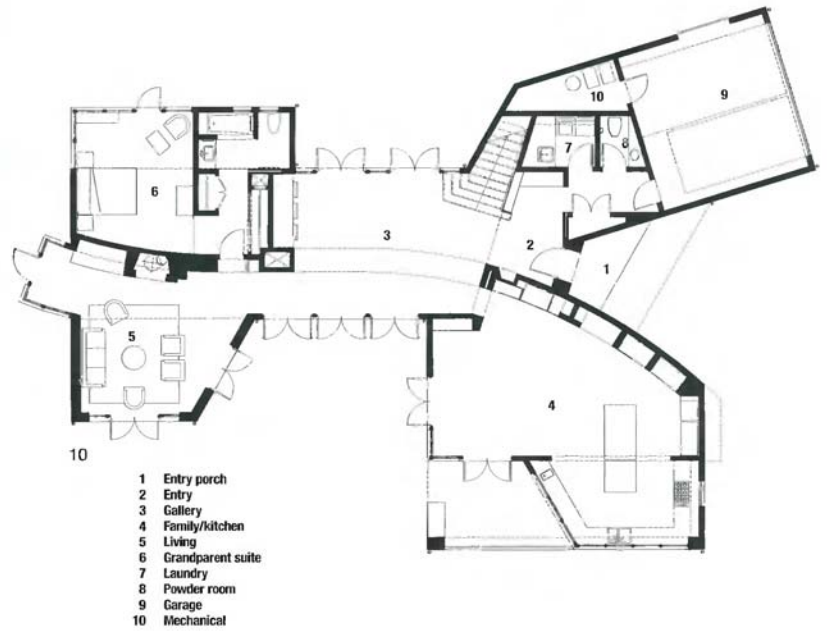 10
9
7
8
6
3
2
1
5
4
10
1 Entry porch
2 Entry
3 Gallery
4 Family/kitchen
5 Living
6 Grandparent suite
7 Laundry
8 Powder room
9 Garage
10 Mechanical